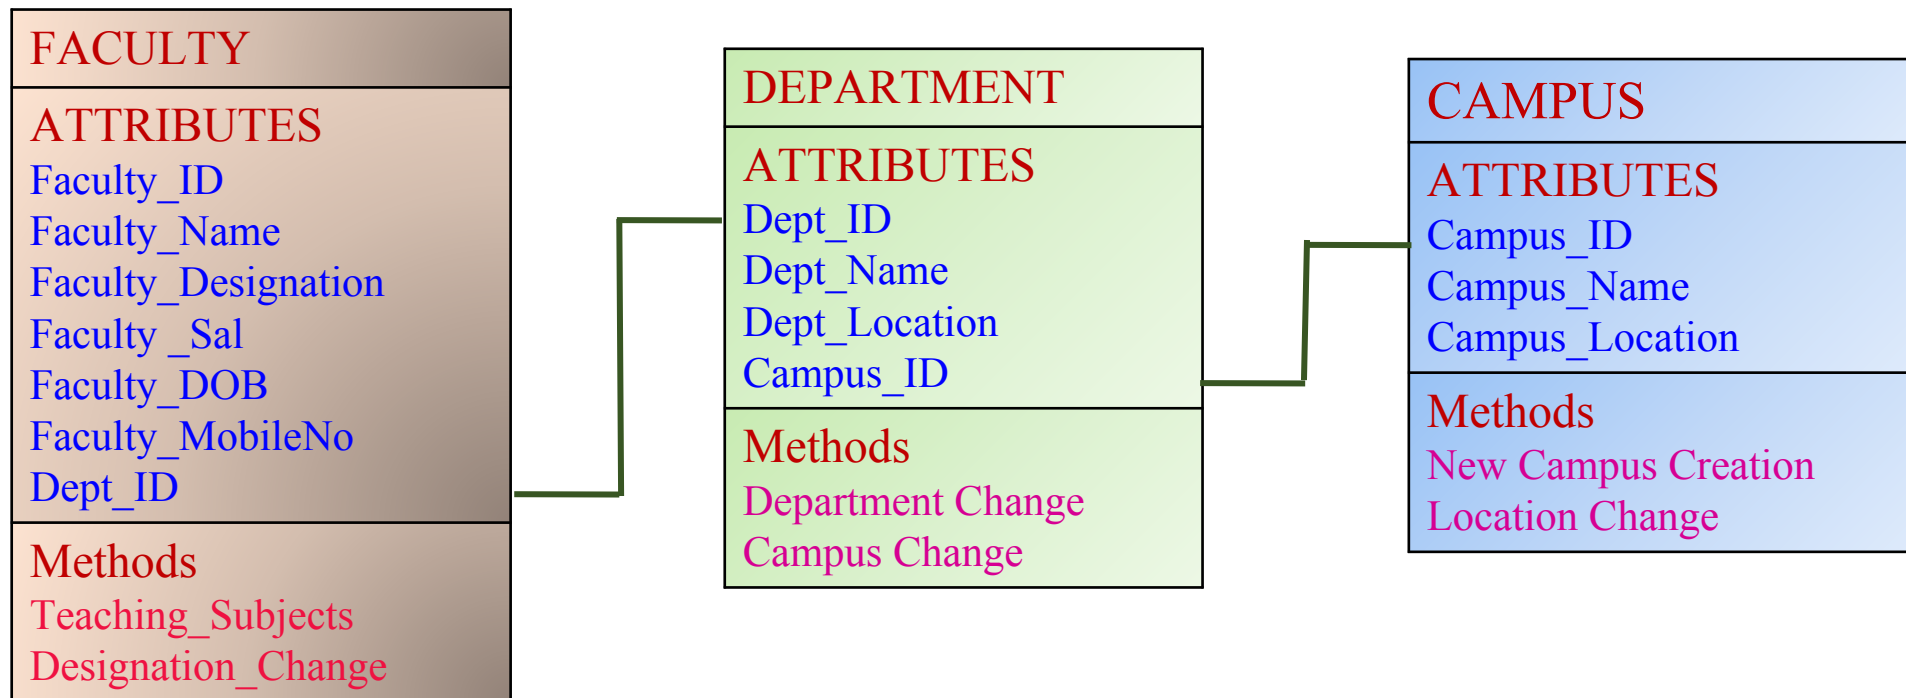 FACULTY
ATTRIBUTES
Faculty_ID
Faculty_Name
Faculty_Designation
Faculty _Sal
Faculty_DOB
Faculty_MobileNo
Dept_ID
Methods
Teaching_Subjects
Designation_Change
DEPARTMENT
ATTRIBUTES
Dept_ID
Dept_Name
Dept_Location
Campus_ID
Methods
Department Change
Campus Change
CAMPUS
ATTRIBUTES
Campus_ID
Campus_Name
Campus_Location
Methods
New Campus Creation
Location Change